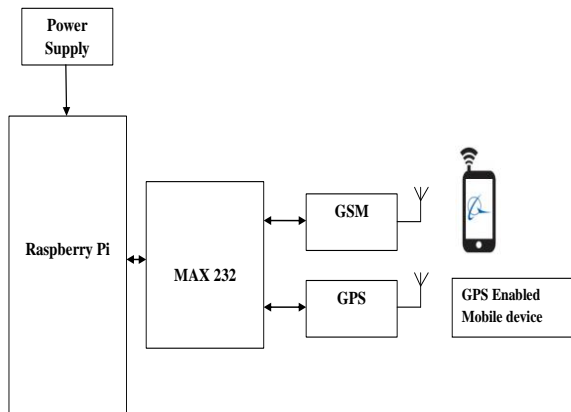 Power
Supply
Raspberry Pi
MAX 232
GSM
GPS
GPS Enabled
Mobile device